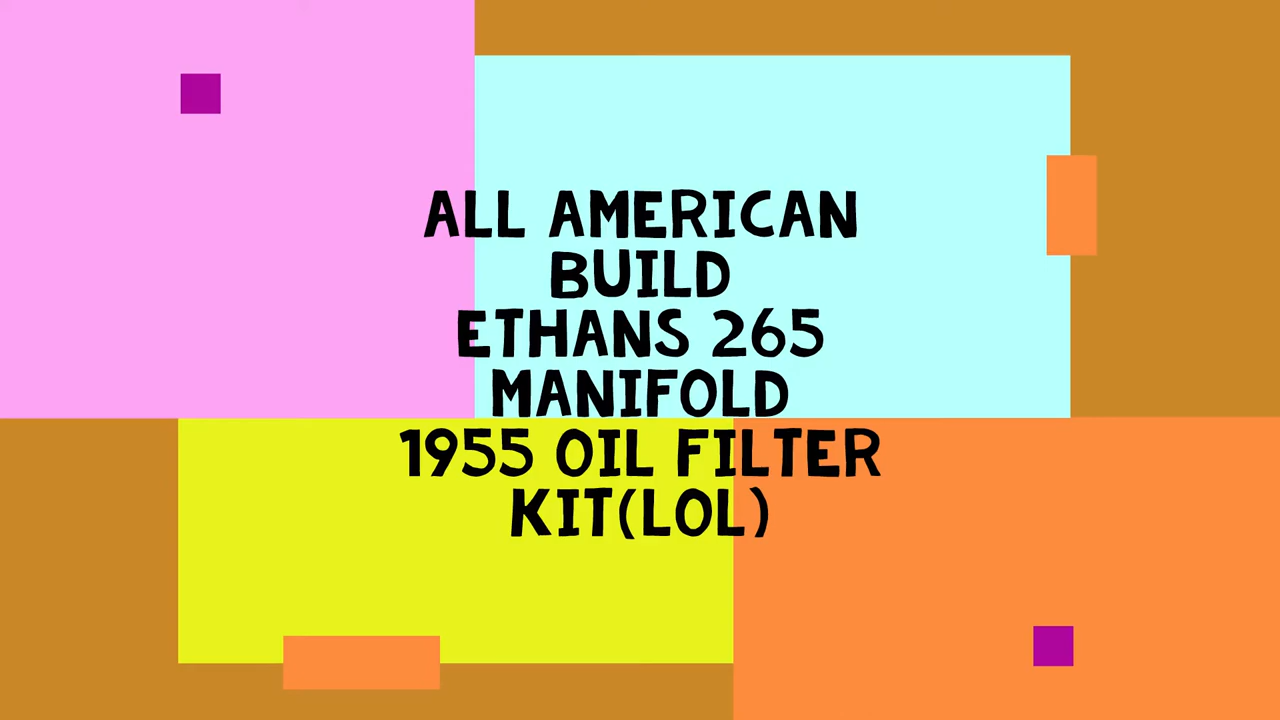 ALL AMERICAN
BUILD
ETHANS 265
MANIFOLD
1955 OIL FILTER
KIT(LOL)